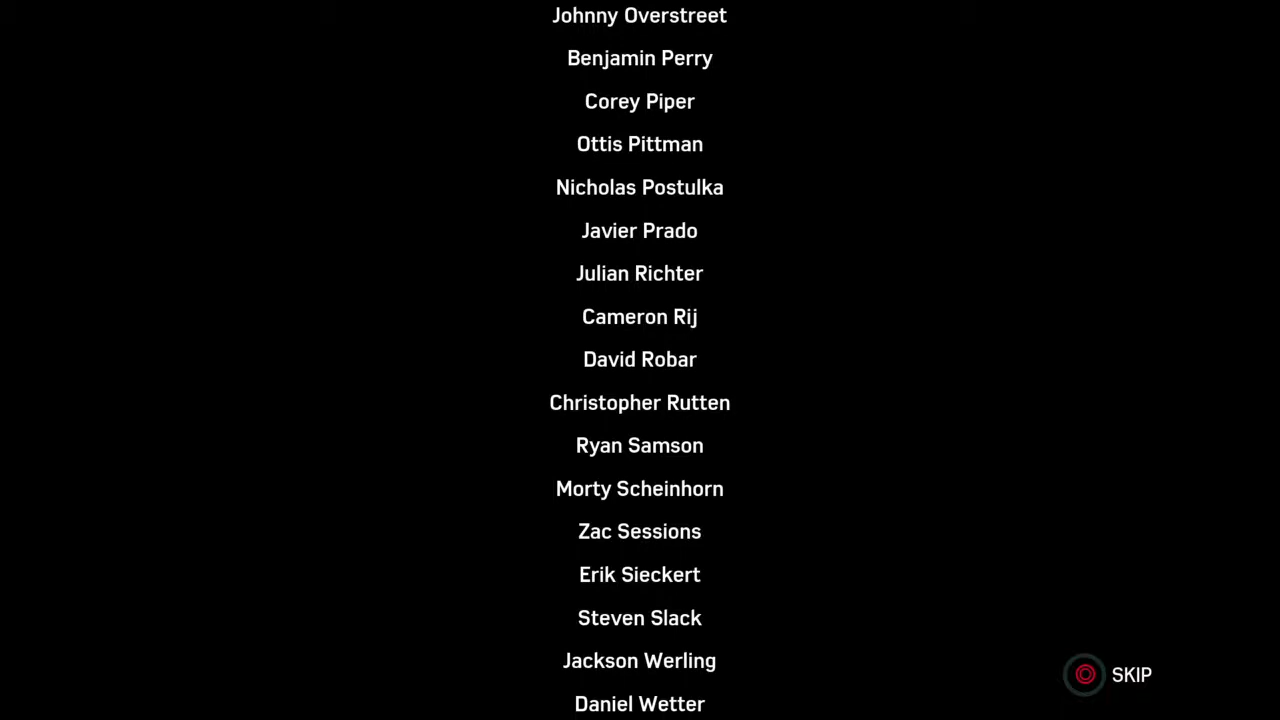 Johnny Overstreet
Benjamin Perry
Corey Piper
Ottis Pittman
Nicholas Postulka
Javier Prado
Julian Richter
Cameron Rij
David Robar
Christopher Rutten
Ryan Samson
Morty Scheinhorn
Zac Sessions
Erik Sieckert
Steven Slack
Jackson Werling
SKIP
Daniel Wetter